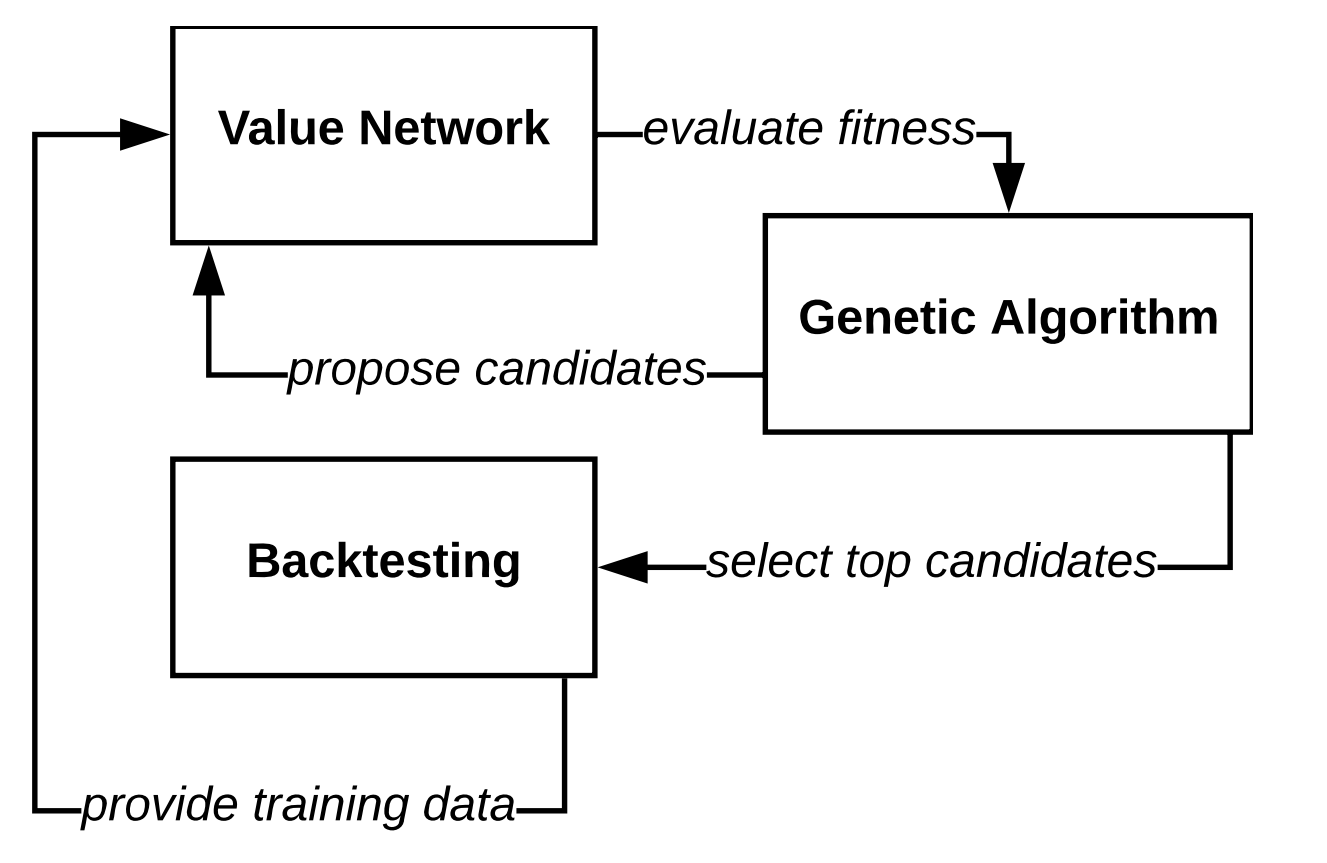 Value Network
evaluate fitness
Genetic Algorithm
propose candidates
Backtesting
select top candidates
provide training data